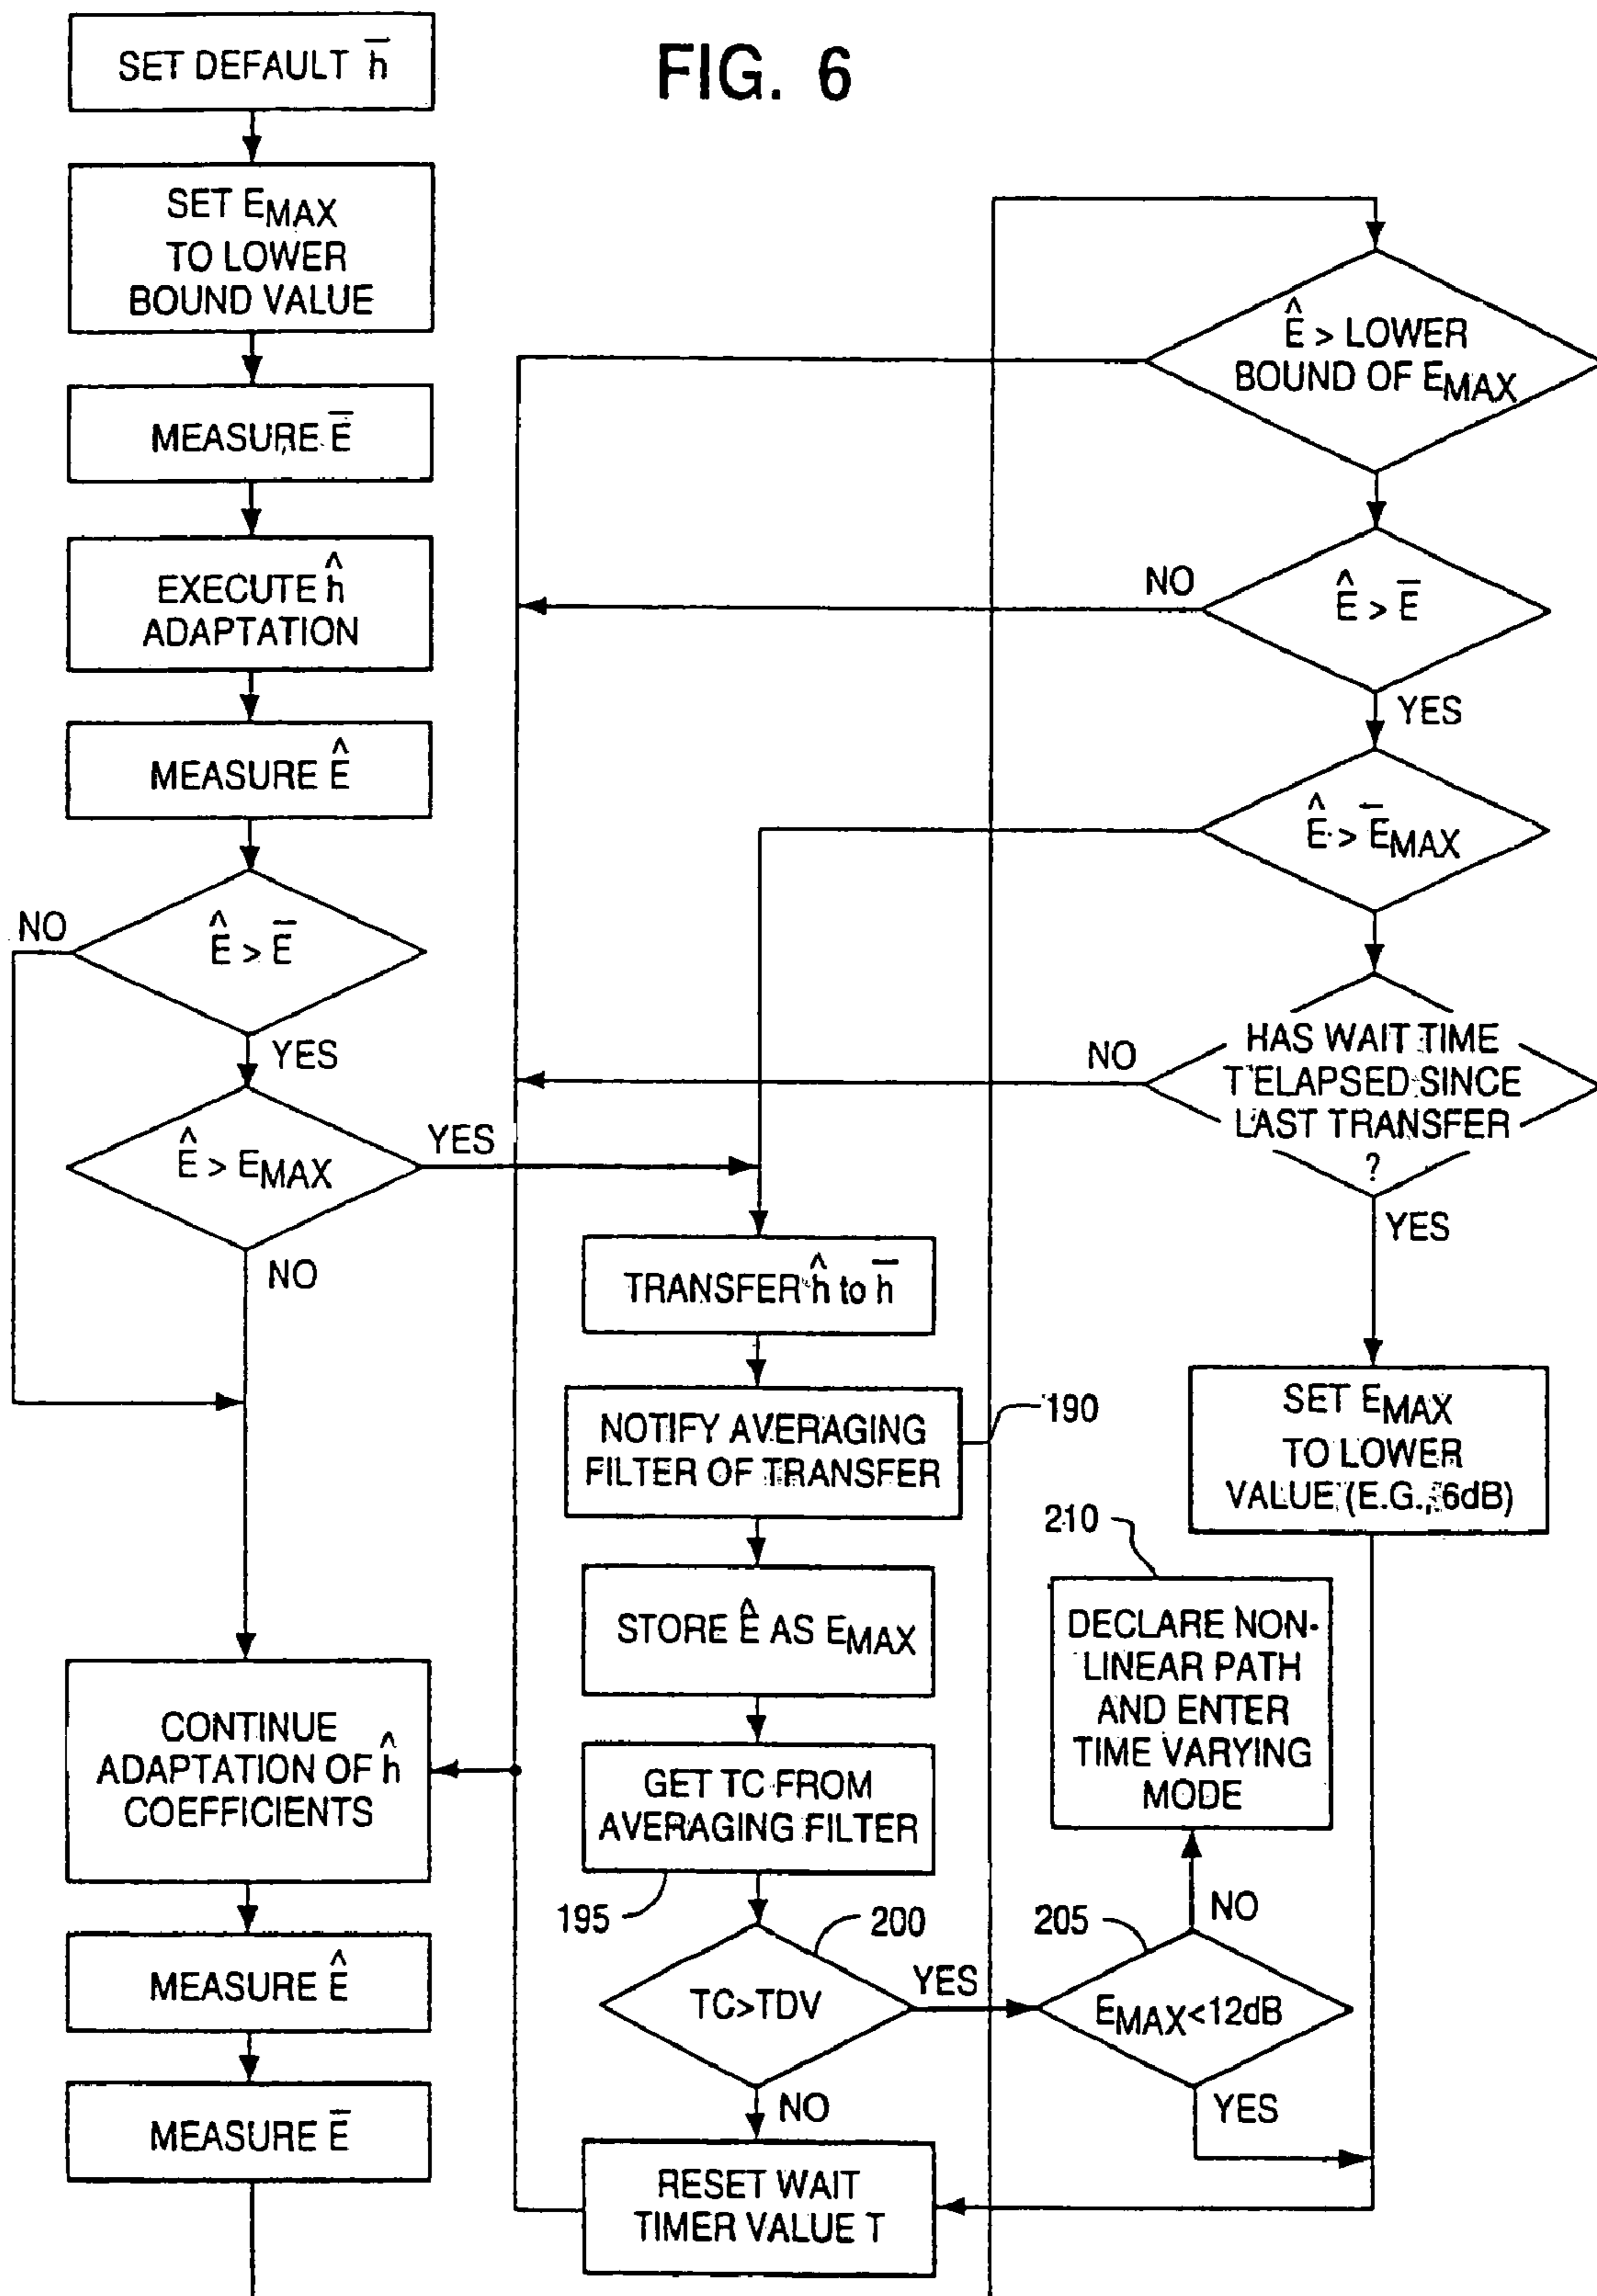 FIG. 6
SET DEFAULT h̅
SET EMAX
TO LOWER
BOUND VALUE
MEASURE E̅
EXECUTE ĥ
ADAPTATION
MEASURE Ê
NO
Ê > E̅
YES
Ê > EMAX
YES
NO
CONTINUE
ADAPTATION OF ĥ
COEFFICIENTS
MEASURE Ê
MEASURE E̅
TRANSFER ĥ to h̅
NOTIFY AVERAGING
FILTER OF TRANSFER
190
STORE Ê AS EMAX
GET TC FROM
AVERAGING FILTER
195
200
TC>TDV
YES
NO
RESET WAIT
TIMER VALUE T
Ê > LOWER
BOUND OF EMAX
NO
Ê > E̅
YES
Ê > E̅MAX
NO
HAS WAIT TIME
T ELAPSED SINCE
LAST TRANSFER
?
YES
SET EMAX
TO LOWER
VALUE (E.G., 6dB)
210
DECLARE NON-
LINEAR PATH
AND ENTER
TIME VARYING
MODE
NO
205
EMAX<12dB
YES